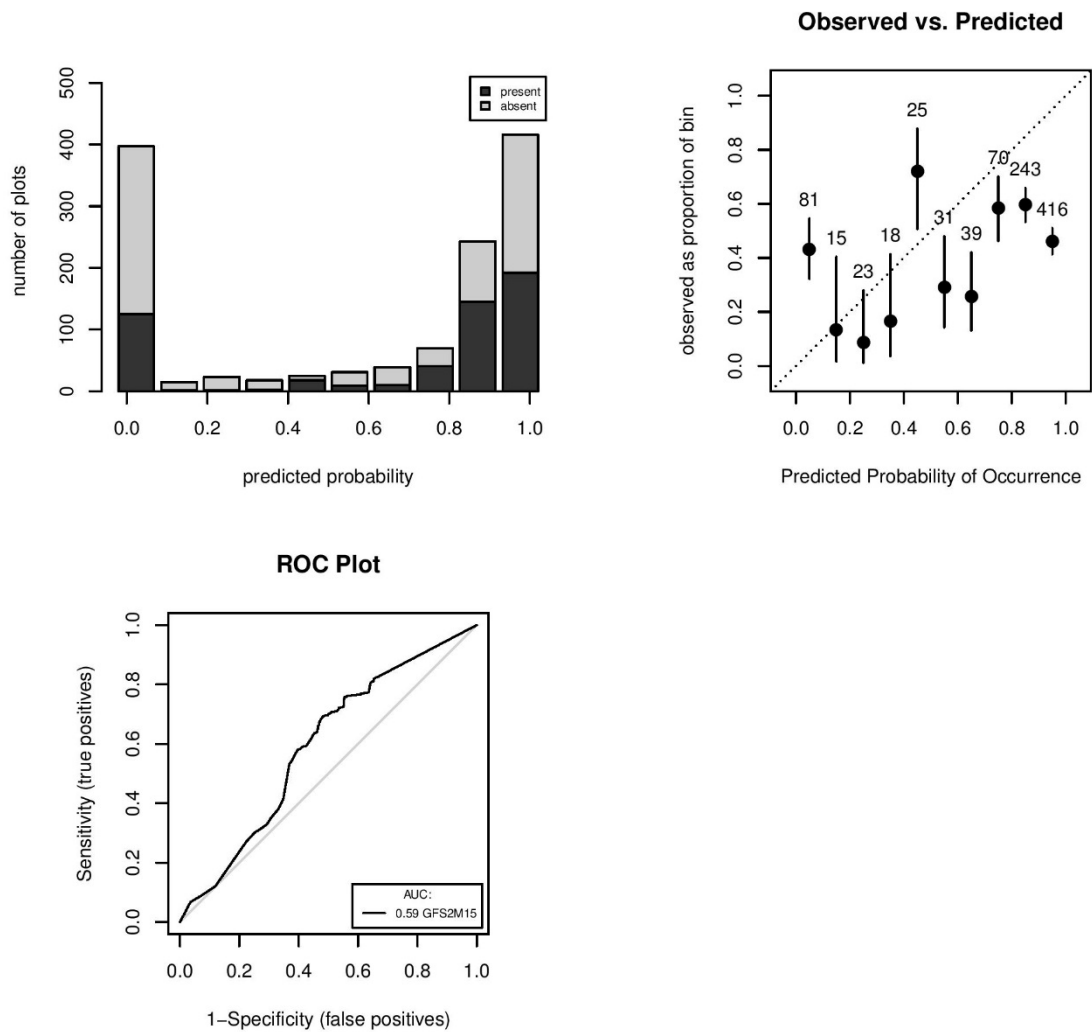 number of plots
500
400
300
200
100
0
present
absent
0.0 0.2 0.4 0.6 0.8 1.0
predicted probability
Observed vs. Predicted
observed as proportion of bin
1.0
0.8
0.6
0.4
0.2
0.0
81
15
23
18
25
31
39
70
243
416
0.0 0.2 0.4 0.6 0.8 1.0
Predicted Probability of Occurrence
ROC Plot
Sensitivity (true positives)
1.0
0.8
0.6
0.4
0.2
0.0
AUC:
0.59 GFS2M15
0.0 0.2 0.4 0.6 0.8 1.0
1−Specificity (false positives)